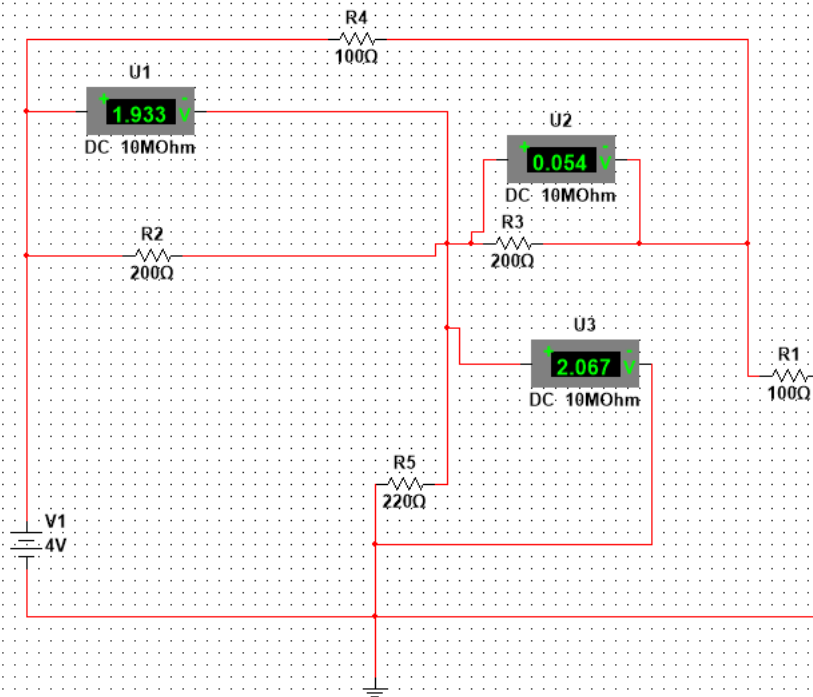 R4
100Ω
U1
+ -
1.933 V
DC 10MOhm
U2
+ -
0.054 V
DC 10MOhm
R3
200Ω
R2
200Ω
U3
+ -
2.067 V
DC 10MOhm
R1
100Ω
R5
220Ω
V1
4V